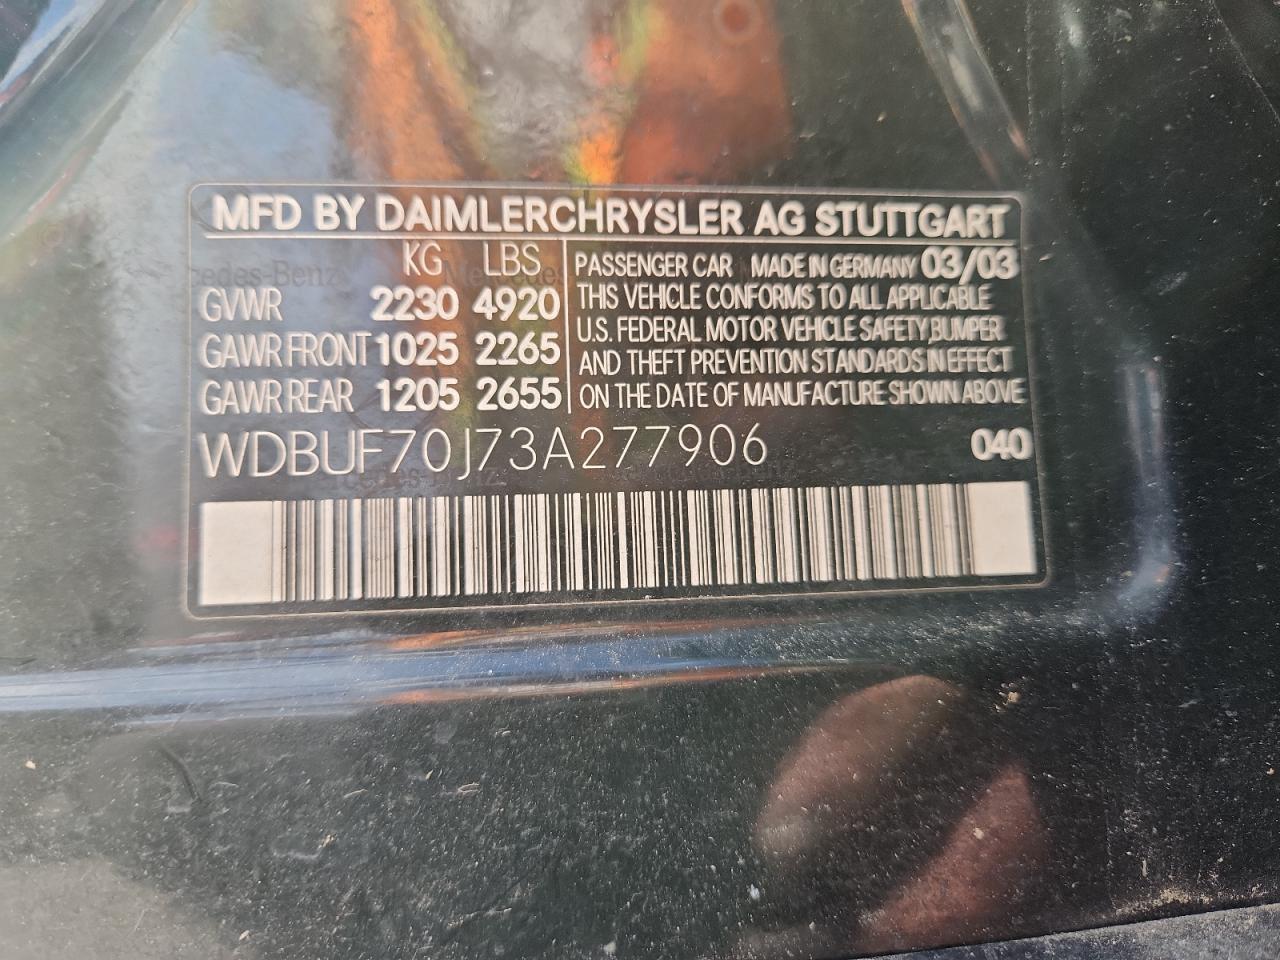 MFD BY DAIMLERCHRYSLER AG STUTTGART
KG LBS
GVWR 2230 4920
GAWR FRONT 1025 2265
GAWR REAR 1205 2655
PASSENGER CAR MADE IN GERMANY 03/03
THIS VEHICLE CONFORMS TO ALL APPLICABLE
U.S. FEDERAL MOTOR VEHICLE SAFETY, BUMPER
AND THEFT PREVENTION STANDARDS IN EFFECT
ON THE DATE OF MANUFACTURE SHOWN ABOVE
WDBUF70J73A277906 040